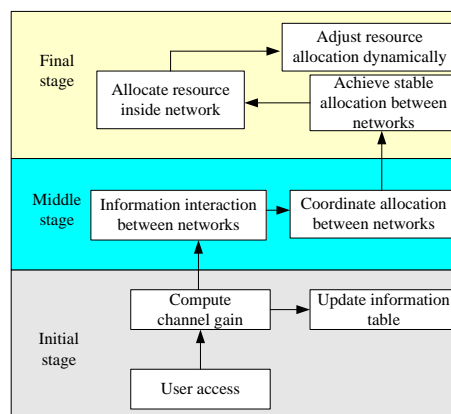 Final
stage
Adjust resource
allocation dynamically
Allocate resource
inside network
Achieve stable
allocation between
networks
Middle
stage
Information interaction
between networks
Coordinate allocation
between networks
Initial
stage
Compute
channel gain
Update information
table
User access